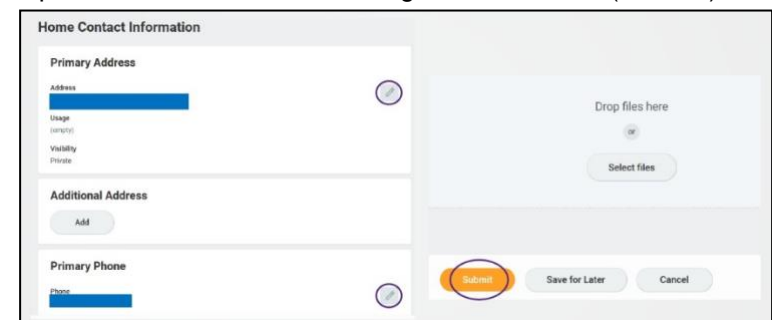 Home Contact Information
Primary Address
Address
Usage
(empty)
Visibility
Private
Additional Address
Add
Primary Phone
Phone
Drop files here
or
Select files
Submit
Save for Later
Cancel